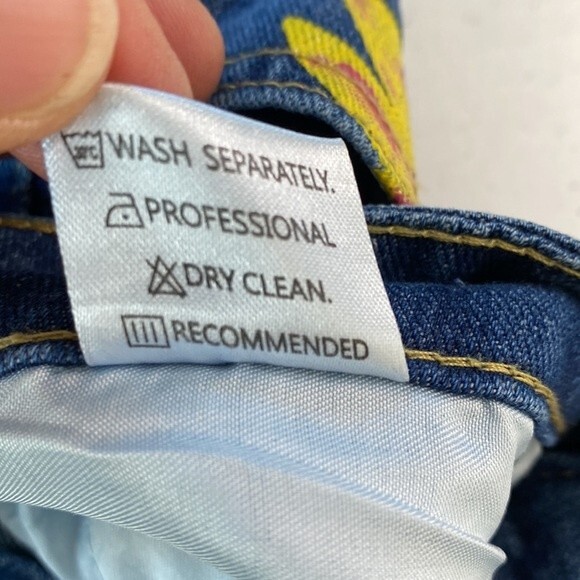 WASH SEPARATELY.
PROFESSIONAL
DRY CLEAN.
RECOMMENDED